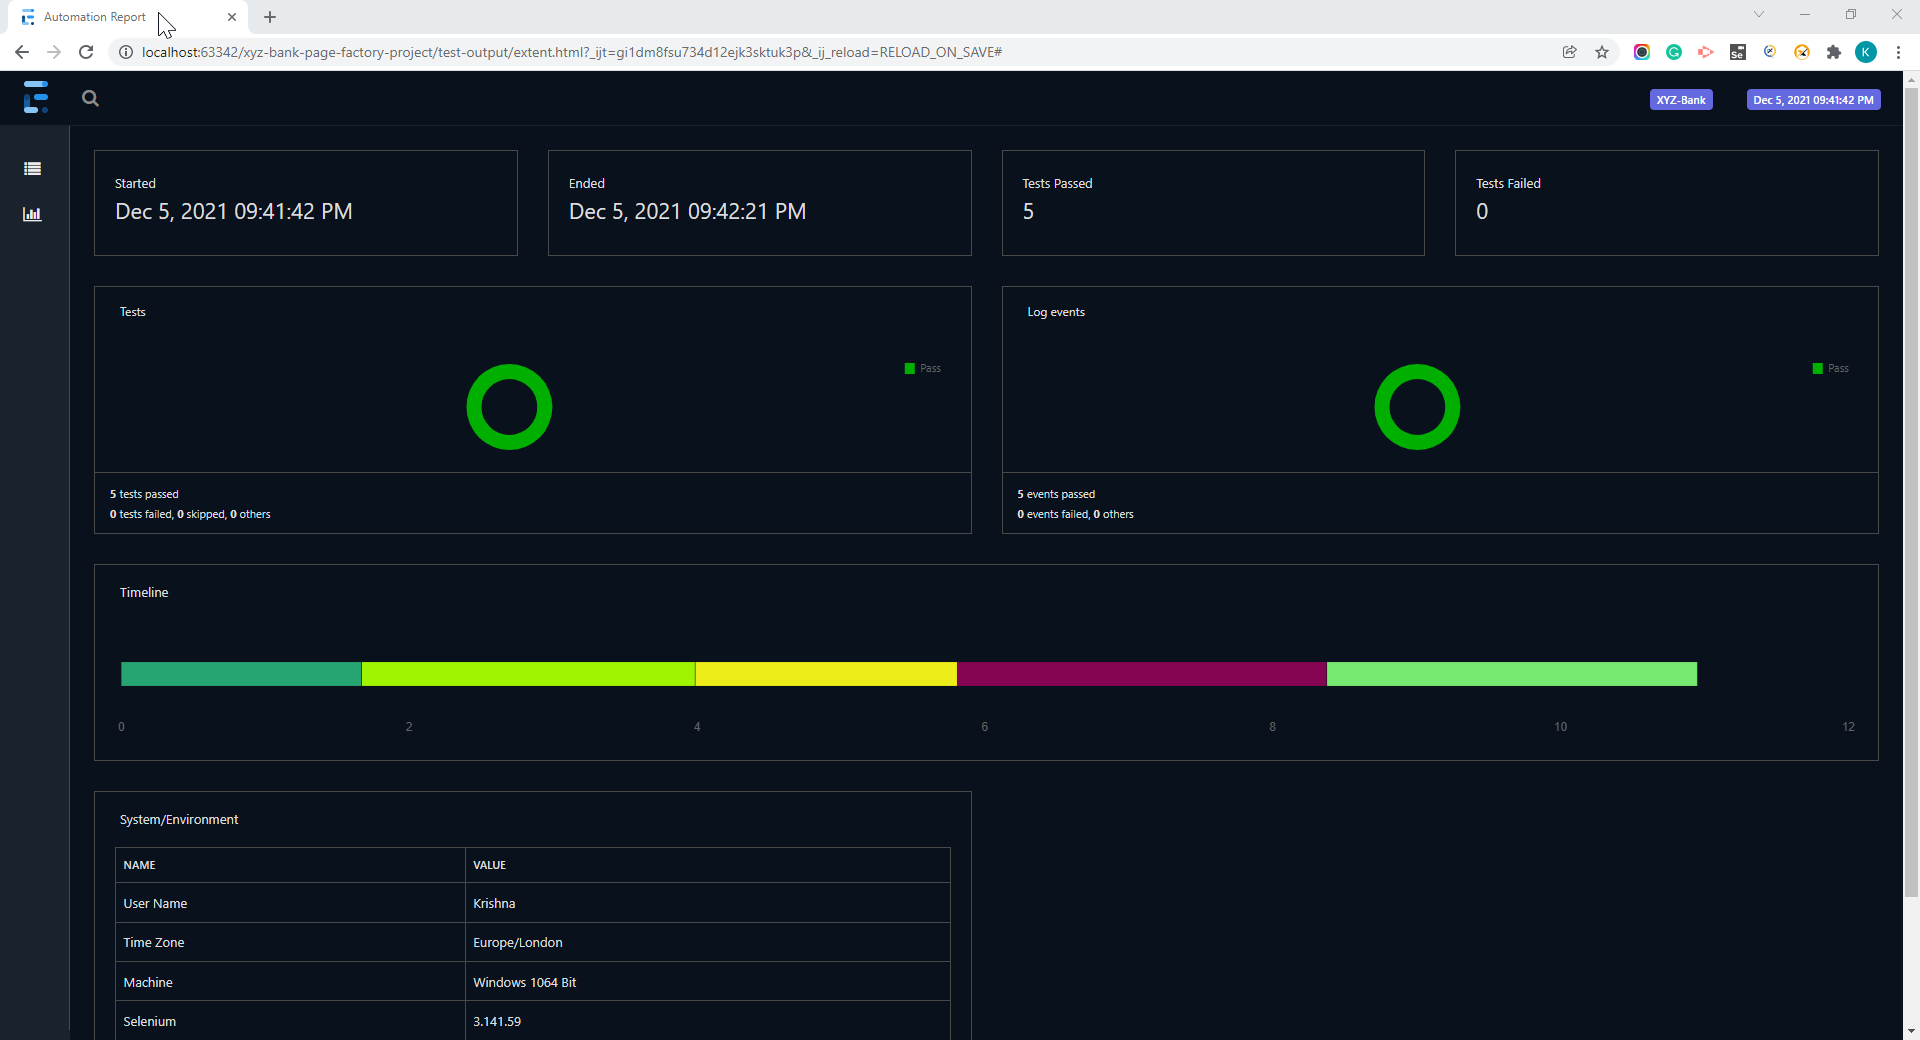 Automation Report
localhost:63342/xyz-bank-page-factory-project/test-output/extent.html?_ijt=gi1dm8fsu734d12ejk3sktuk3p&_ij_reload=RELOAD_ON_SAVE#
Se
K
XYZ-Bank Dec 5, 2021 09:41:42 PM
Started
Dec 5, 2021 09:41:42 PM
Ended
Dec 5, 2021 09:42:21 PM
Tests Passed
5
Tests Failed
0
Tests
Pass
5 tests passed
0 tests failed, 0 skipped, 0 others
Log events
Pass
5 events passed
0 events failed, 0 others
Timeline
0 2 4 6 8 10 12
System/Environment
NAME VALUE
User Name Krishna
Time Zone Europe/London
Machine Windows 1064 Bit
Selenium 3.141.59